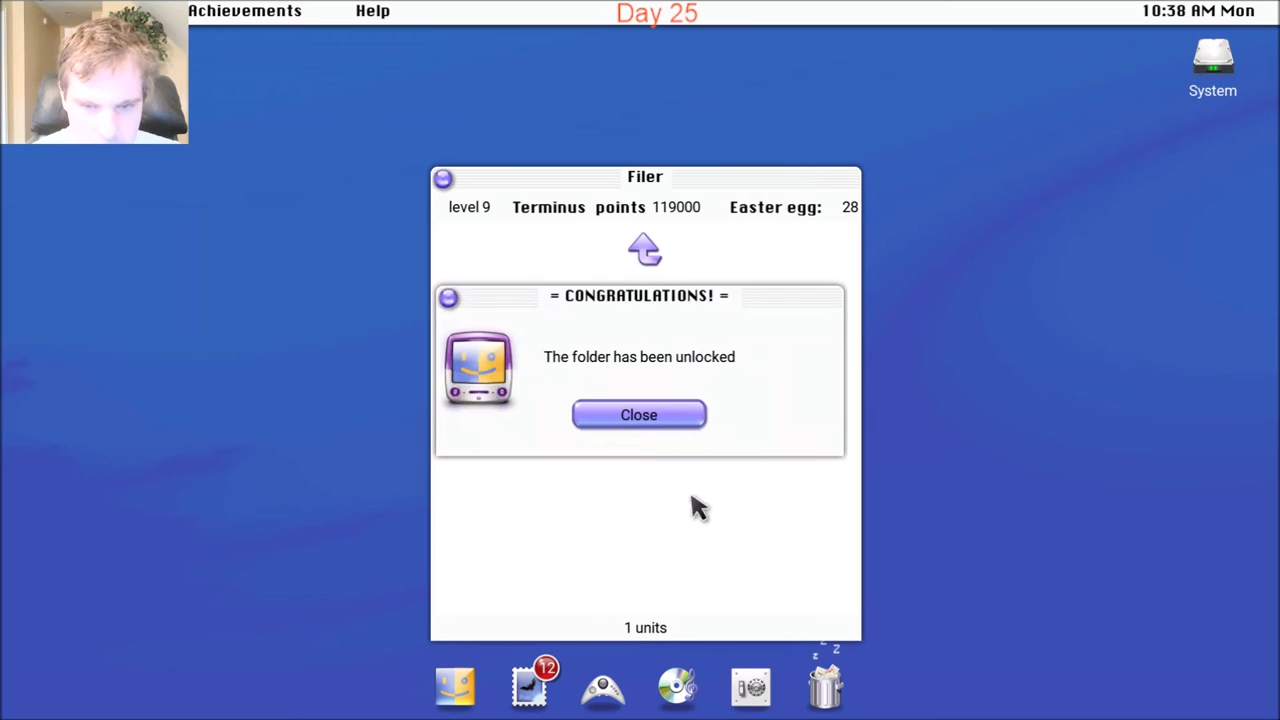 Achievements Help Day 25 10:38 AM Mon
System
Filer
level 9 Terminus points 119000 Easter egg: 28
= CONGRATULATIONS! =
The folder has been unlocked
Close
1 units
z z
z
12